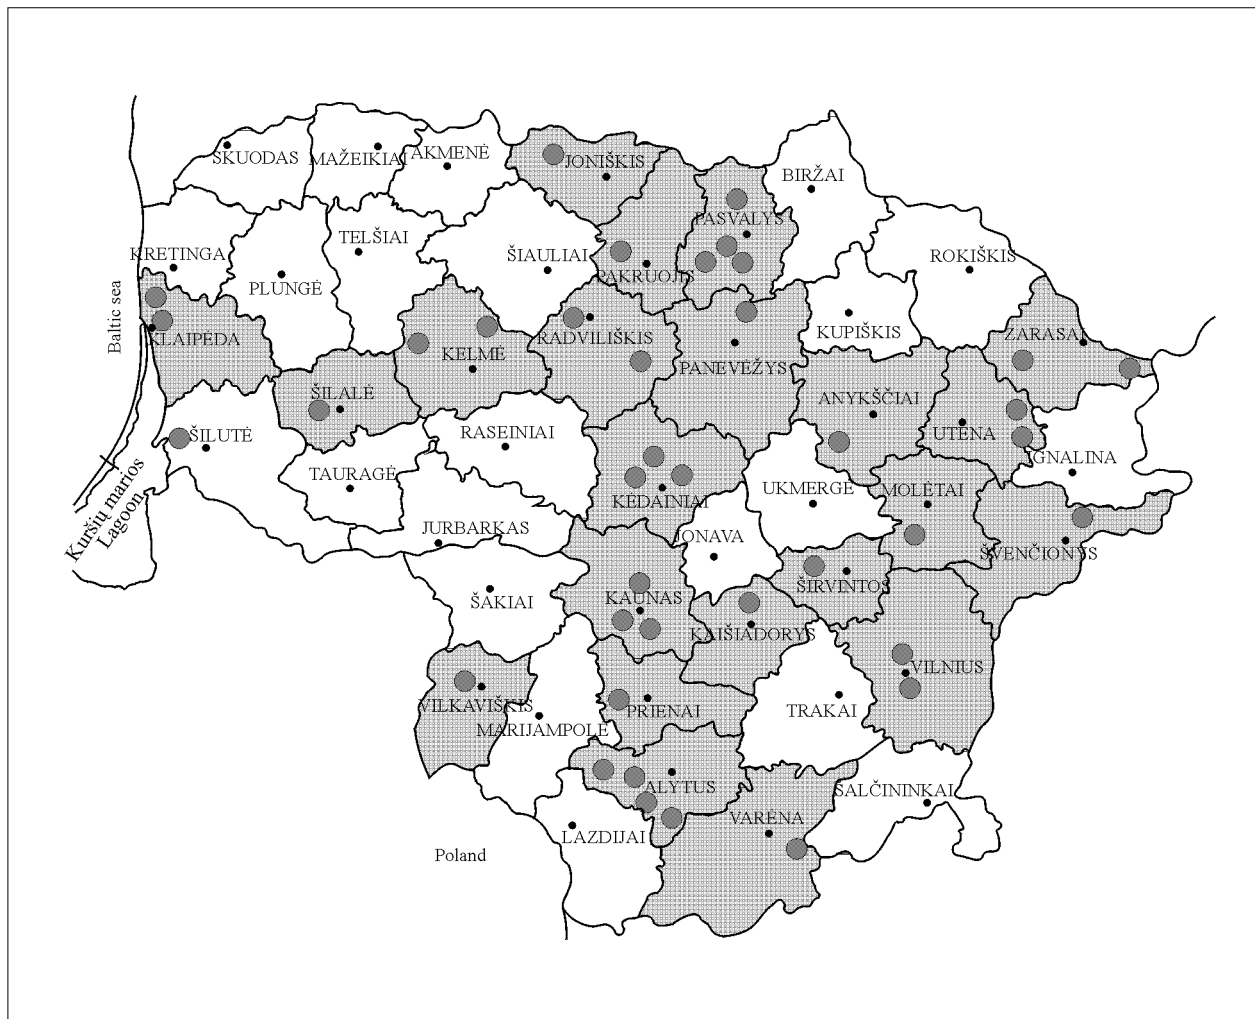 SKUODAS
MAŽEIKIAI
AKMENĖ
JONIŠKIS
BIRŽAI
PASVALYS
KRETINGA
TELŠIAI
ŠIAULIAI
PAKRUOJIS
ROKIŠKIS
PLUNGĖ
Baltic sea
KLAIPĖDA
KELMĖ
RADVILIŠKIS
PANEVĖŽYS
KUPIŠKIS
ZARASAI
ŠILALĖ
ANYKŠČIAI
ŠILUTĖ
RASEINIAI
UTENA
IGNALINA
TAURAGĖ
KĖDAINIAI
UKMERGĖ
MOLĖTAI
Kuršių marios
Lagoon
JURBARKAS
JONAVA
ŠVENČIONYS
ŠAKIAI
KAUNAS
ŠIRVINTOS
KAIŠIADORYS
VILNIUS
VILKAVIŠKIS
MARIJAMPOLĖ
PRIENAI
TRAKAI
ALYTUS
ŠALČININKAI
VARĖNA
LAZDIJAI
Poland